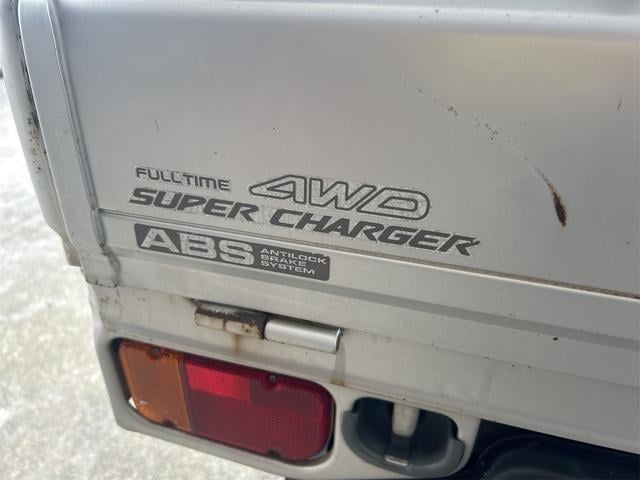 FULLTIME 4WD
SUPER CHARGER
ABS ANTILOCK
BRAKE
SYSTEM